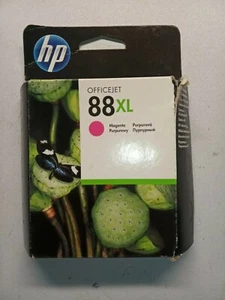 hp
OFFICEJET
88XL
Magenta Purpurová
Purpurowy Пурпурный